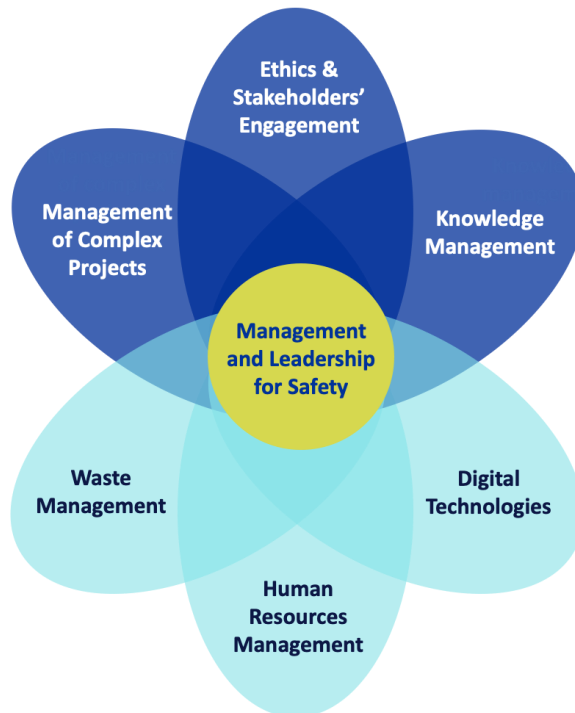 Ethics &
Stakeholders'
Engagement
Management
of Complex
Projects
Knowledge
Management
Management
and Leadership
for Safety
Waste
Management
Digital
Technologies
Human
Resources
Management